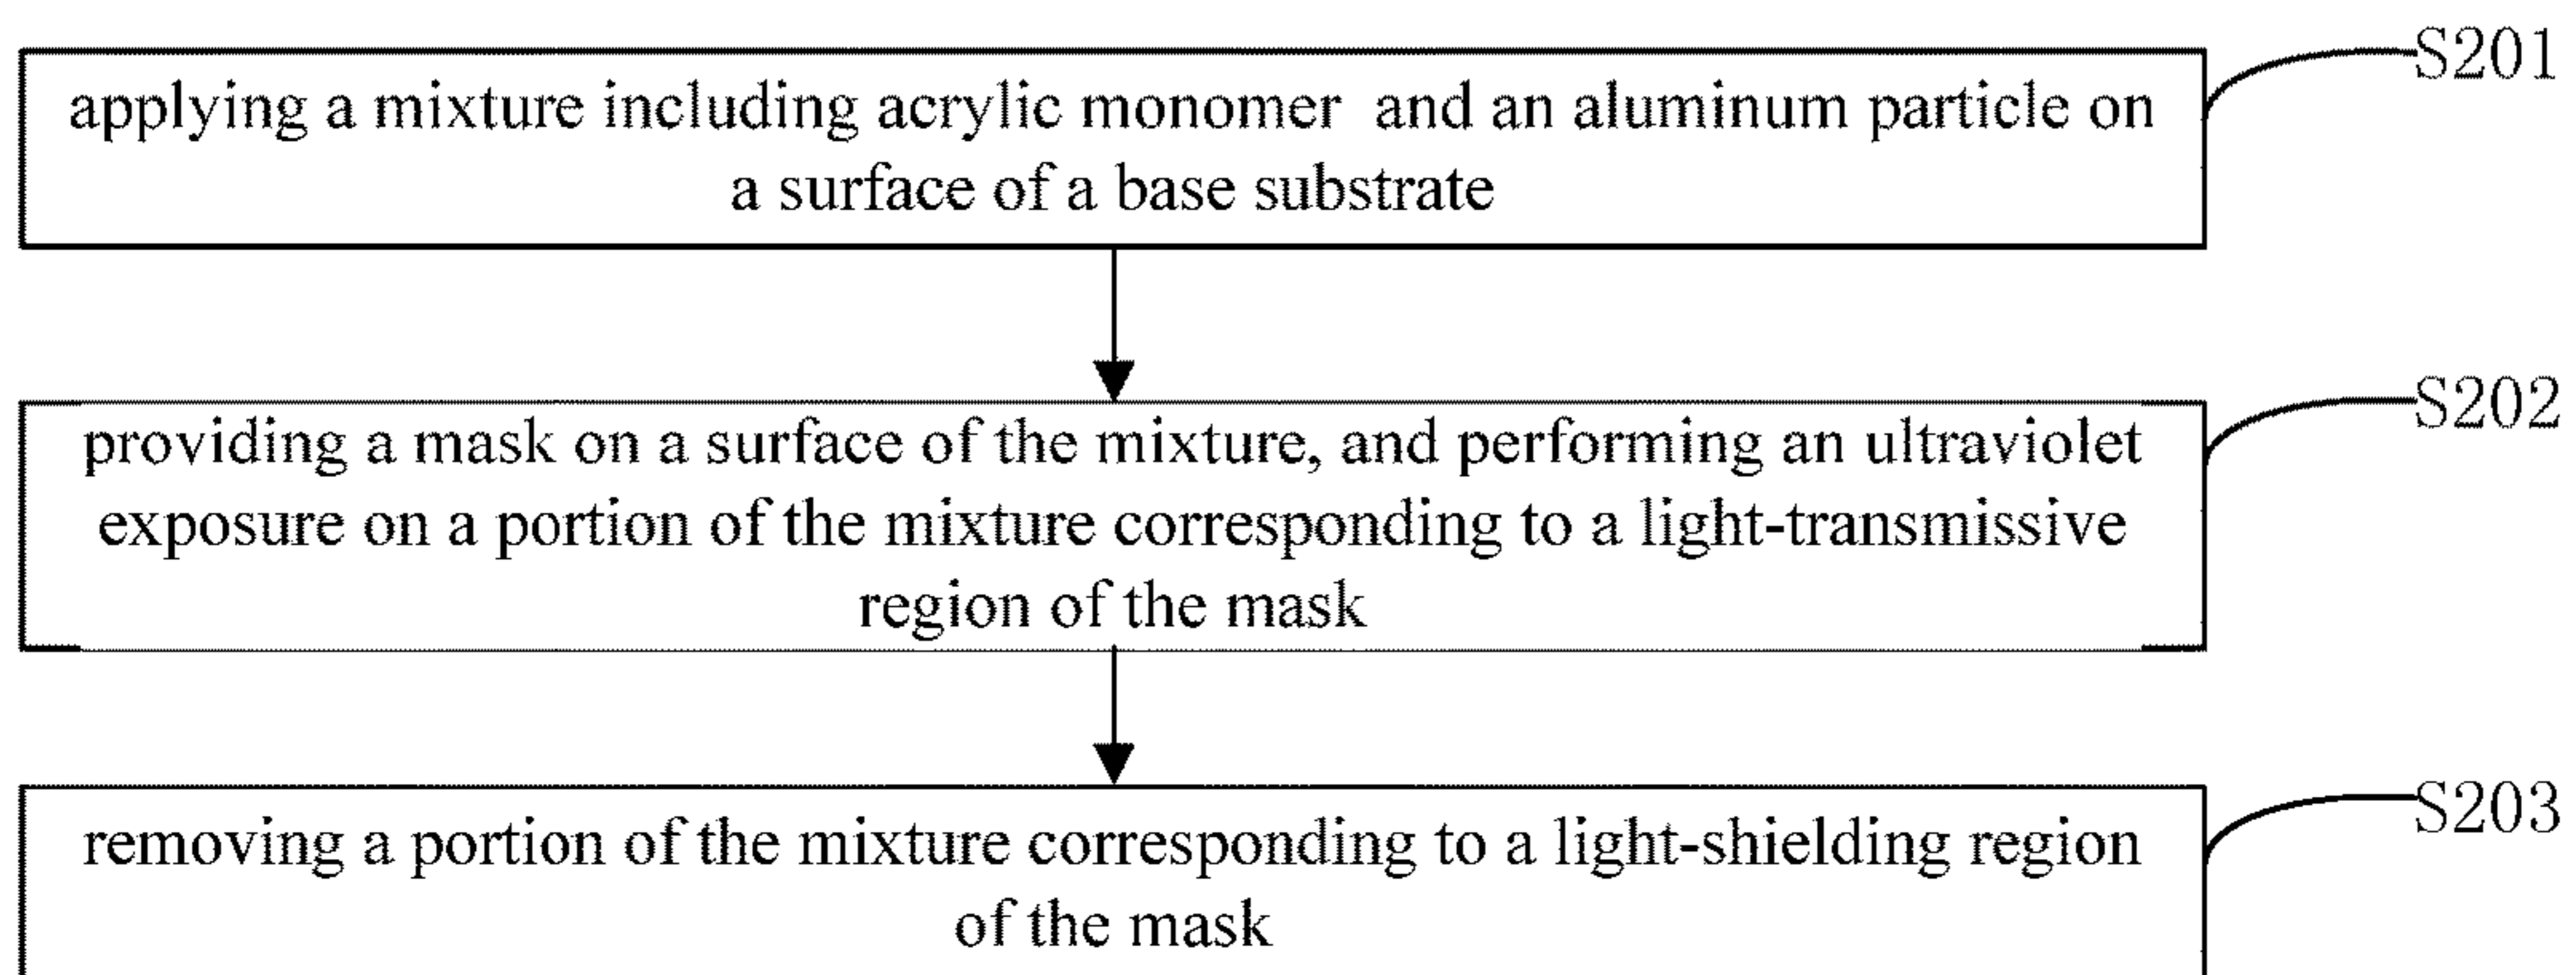 S201
applying a mixture including acrylic monomer and an aluminum particle on
a surface of a base substrate
S202
providing a mask on a surface of the mixture, and performing an ultraviolet
exposure on a portion of the mixture corresponding to a light-transmissive
region of the mask
S203
removing a portion of the mixture corresponding to a light-shielding region
of the mask